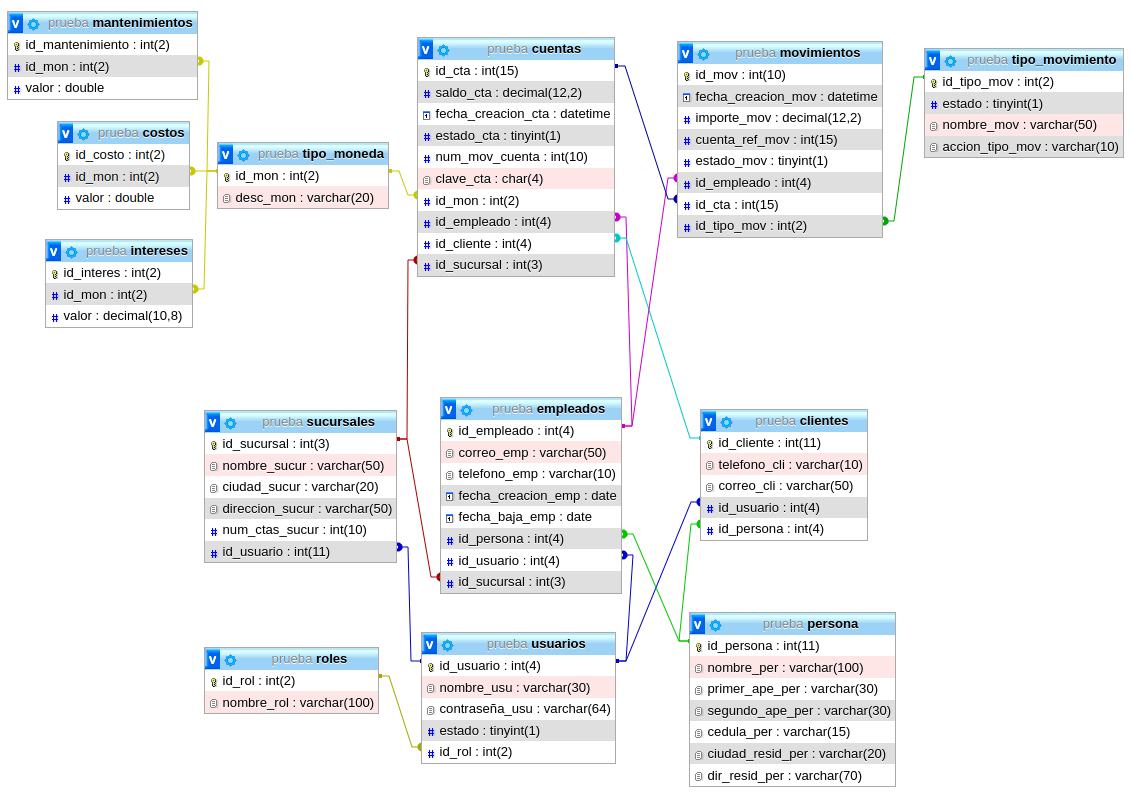 prueba mantenimientos
id_mantenimiento : int(2)
id_mon : int(2)
valor : double
prueba costos
id_costo : int(2)
id_mon : int(2)
valor : double
prueba intereses
id_interes : int(2)
id_mon : int(2)
valor : decimal(10,8)
prueba tipo_moneda
id_mon : int(2)
desc_mon : varchar(20)
prueba cuentas
id_cta : int(15)
saldo_cta : decimal(12,2)
fecha_creacion_cta : datetime
estado_cta : tinyint(1)
num_mov_cuenta : int(10)
clave_cta : char(4)
id_mon : int(2)
id_empleado : int(4)
id_cliente : int(4)
id_sucursal : int(3)
prueba movimientos
id_mov : int(10)
fecha_creacion_mov : datetime
importe_mov : decimal(12,2)
cuenta_ref_mov : int(15)
estado_mov : tinyint(1)
id_empleado : int(4)
id_cta : int(15)
id_tipo_mov : int(2)
prueba tipo_movimiento
id_tipo_mov : int(2)
estado : tinyint(1)
nombre_mov : varchar(50)
accion_tipo_mov : varchar(10)
prueba sucursales
id_sucursal : int(3)
nombre_sucur : varchar(50)
ciudad_sucur : varchar(20)
direccion_sucur : varchar(50)
num_ctas_sucur : int(10)
id_usuario : int(11)
prueba empleados
id_empleado : int(4)
correo_emp : varchar(50)
telefono_emp : varchar(10)
fecha_creacion_emp : date
fecha_baja_emp : date
id_persona : int(4)
id_usuario : int(4)
id_sucursal : int(3)
prueba clientes
id_cliente : int(11)
telefono_cli : varchar(10)
correo_cli : varchar(50)
id_usuario : int(4)
id_persona : int(4)
prueba roles
id_rol : int(2)
nombre_rol : varchar(100)
prueba usuarios
id_usuario : int(4)
nombre_usu : varchar(30)
contraseña_usu : varchar(64)
estado : tinyint(1)
id_rol : int(2)
prueba persona
id_persona : int(11)
nombre_per : varchar(100)
primer_ape_per : varchar(30)
segundo_ape_per : varchar(30)
cedula_per : varchar(15)
ciudad_resid_per : varchar(20)
dir_resid_per : varchar(70)